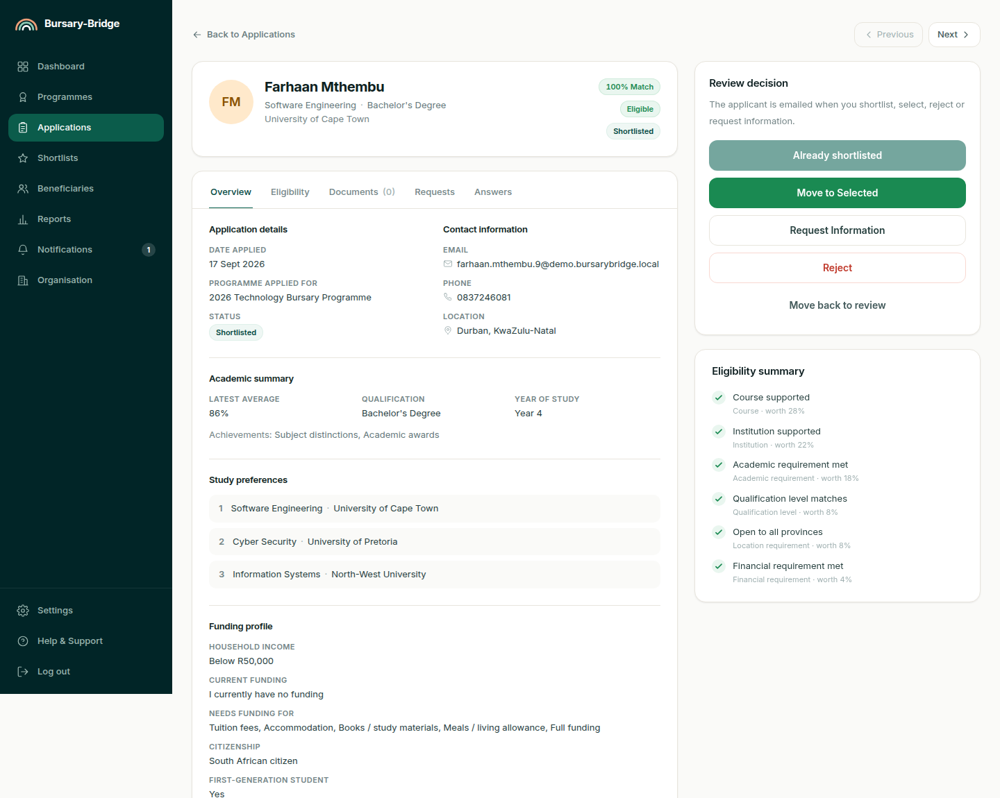 Bursary-Bridge
Dashboard
Programmes
Applications
Shortlists
Beneficiaries
Reports
Notifications 1
Organisation
Settings
Help & Support
Log out
Back to Applications
Previous
Next
FM
Farhaan Mthembu
Software Engineering · Bachelor's Degree
University of Cape Town
100% Match
Eligible
Shortlisted
Overview Eligibility Documents (0) Requests Answers
Application details
DATE APPLIED
17 Sept 2026
PROGRAMME APPLIED FOR
2026 Technology Bursary Programme
STATUS
Shortlisted
Contact information
EMAIL
farhaan.mthembu.9@demo.bursarybridge.local
PHONE
0837246081
LOCATION
Durban, KwaZulu-Natal
Academic summary
LATEST AVERAGE
86%
QUALIFICATION
Bachelor's Degree
YEAR OF STUDY
Year 4
Achievements: Subject distinctions, Academic awards
Study preferences
1 Software Engineering · University of Cape Town
2 Cyber Security · University of Pretoria
3 Information Systems · North-West University
Funding profile
HOUSEHOLD INCOME
Below R50,000
CURRENT FUNDING
I currently have no funding
NEEDS FUNDING FOR
Tuition fees, Accommodation, Books / study materials, Meals / living allowance, Full funding
CITIZENSHIP
South African citizen
FIRST-GENERATION STUDENT
Yes
Review decision
The applicant is emailed when you shortlist, select, reject or
request information.
Already shortlisted
Move to Selected
Request Information
Reject
Move back to review
Eligibility summary
Course supported
Course · worth 28%
Institution supported
Institution · worth 22%
Academic requirement met
Academic requirement · worth 18%
Qualification level matches
Qualification level · worth 8%
Open to all provinces
Location requirement · worth 8%
Financial requirement met
Financial requirement · worth 4%